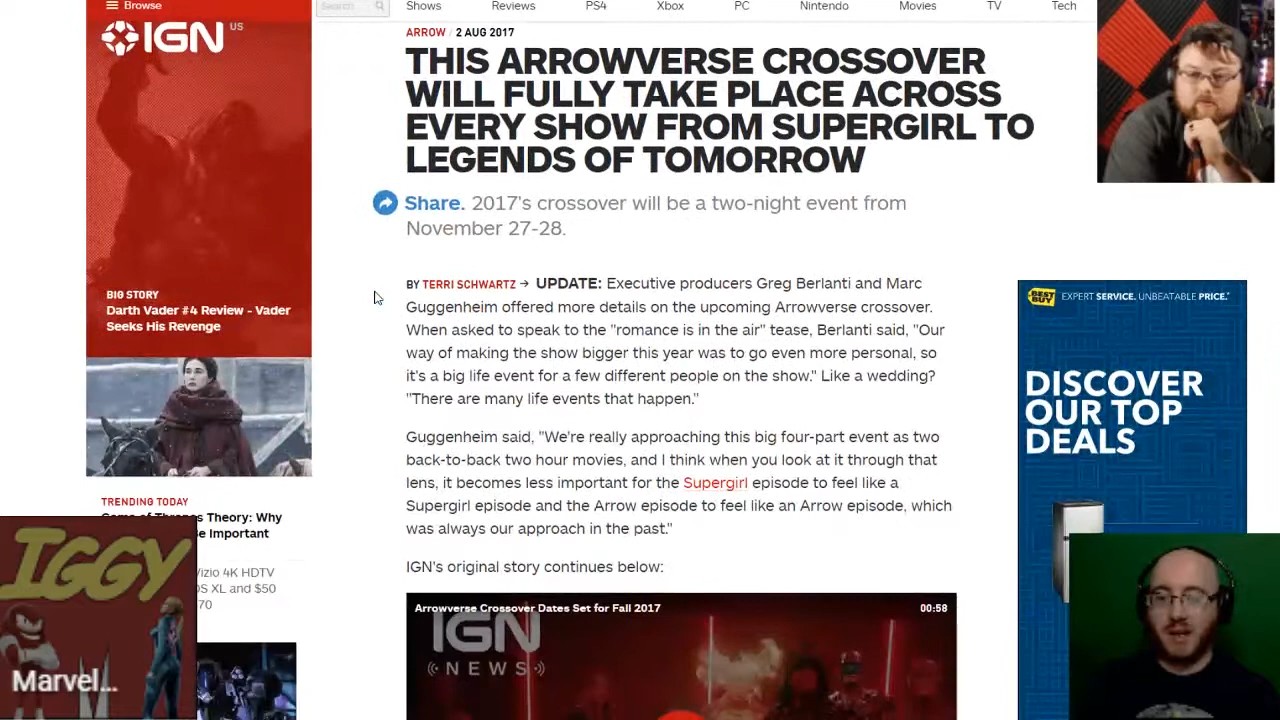 Browse
Search
Shows
Reviews
PS4
Xbox
PC
Nintendo
Movies
TV
Tech
IGN US
ARROW / 2 AUG 2017
THIS ARROWVERSE CROSSOVER
WILL FULLY TAKE PLACE ACROSS
EVERY SHOW FROM SUPERGIRL TO
LEGENDS OF TOMORROW
Share. 2017's crossover will be a two-night event from
November 27-28.
BY TERRI SCHWARTZ → UPDATE: Executive producers Greg Berlanti and Marc
Guggenheim offered more details on the upcoming Arrowverse crossover.
When asked to speak to the "romance is in the air" tease, Berlanti said, "Our
way of making the show bigger this year was to go even more personal, so
it's a big life event for a few different people on the show." Like a wedding?
"There are many life events that happen."
Guggenheim said, "We're really approaching this big four-part event as two
back-to-back two hour movies, and I think when you look at it through that
lens, it becomes less important for the Supergirl episode to feel like a
Supergirl episode and the Arrow episode to feel like an Arrow episode, which
was always our approach in the past."
IGN's original story continues below:
Arrowverse Crossover Dates Set for Fall 2017
00:58
IGN
NEWS
BIG STORY
Darth Vader #4 Review - Vader
Seeks His Revenge
TRENDING TODAY
Game of Thrones Theory: Why
se Important
Vizio 4K HDTV
DS XL and $50
70
IGGY
Marvel...
BEST BUY
EXPERT SERVICE. UNBEATABLE PRICE.™
DISCOVER
OUR TOP
DEALS